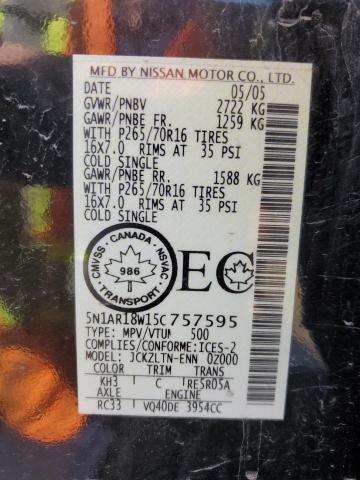 MFD BY NISSAN MOTOR CO., LTD.
DATE 05/05
GVWR/PNBV 2722 KG
GAWR/PNBE FR. 1259 KG
WITH P265/70R16 TIRES
16x7.0 RIMS AT 35 PSI
COLD SINGLE
GAWR/PNBE RR. 1588 KG
WITH P265/70R16 TIRES
16x7.0 RIMS AT 35 PSI
COLD SINGLE
CMVSS · CANADA · NSVAC
986
TRANSPORT
EC
5N1AR18W15C757595
TYPE: MPV/VTUM 500
COMPLIES/CONFORME:ICES-2
MODEL: JCKZLTN-ENN 0Z000
COLOR TRIM TRANS
KH3 C RE5R05A
AXLE ENGINE
RC33 VQ40DE 3954CC